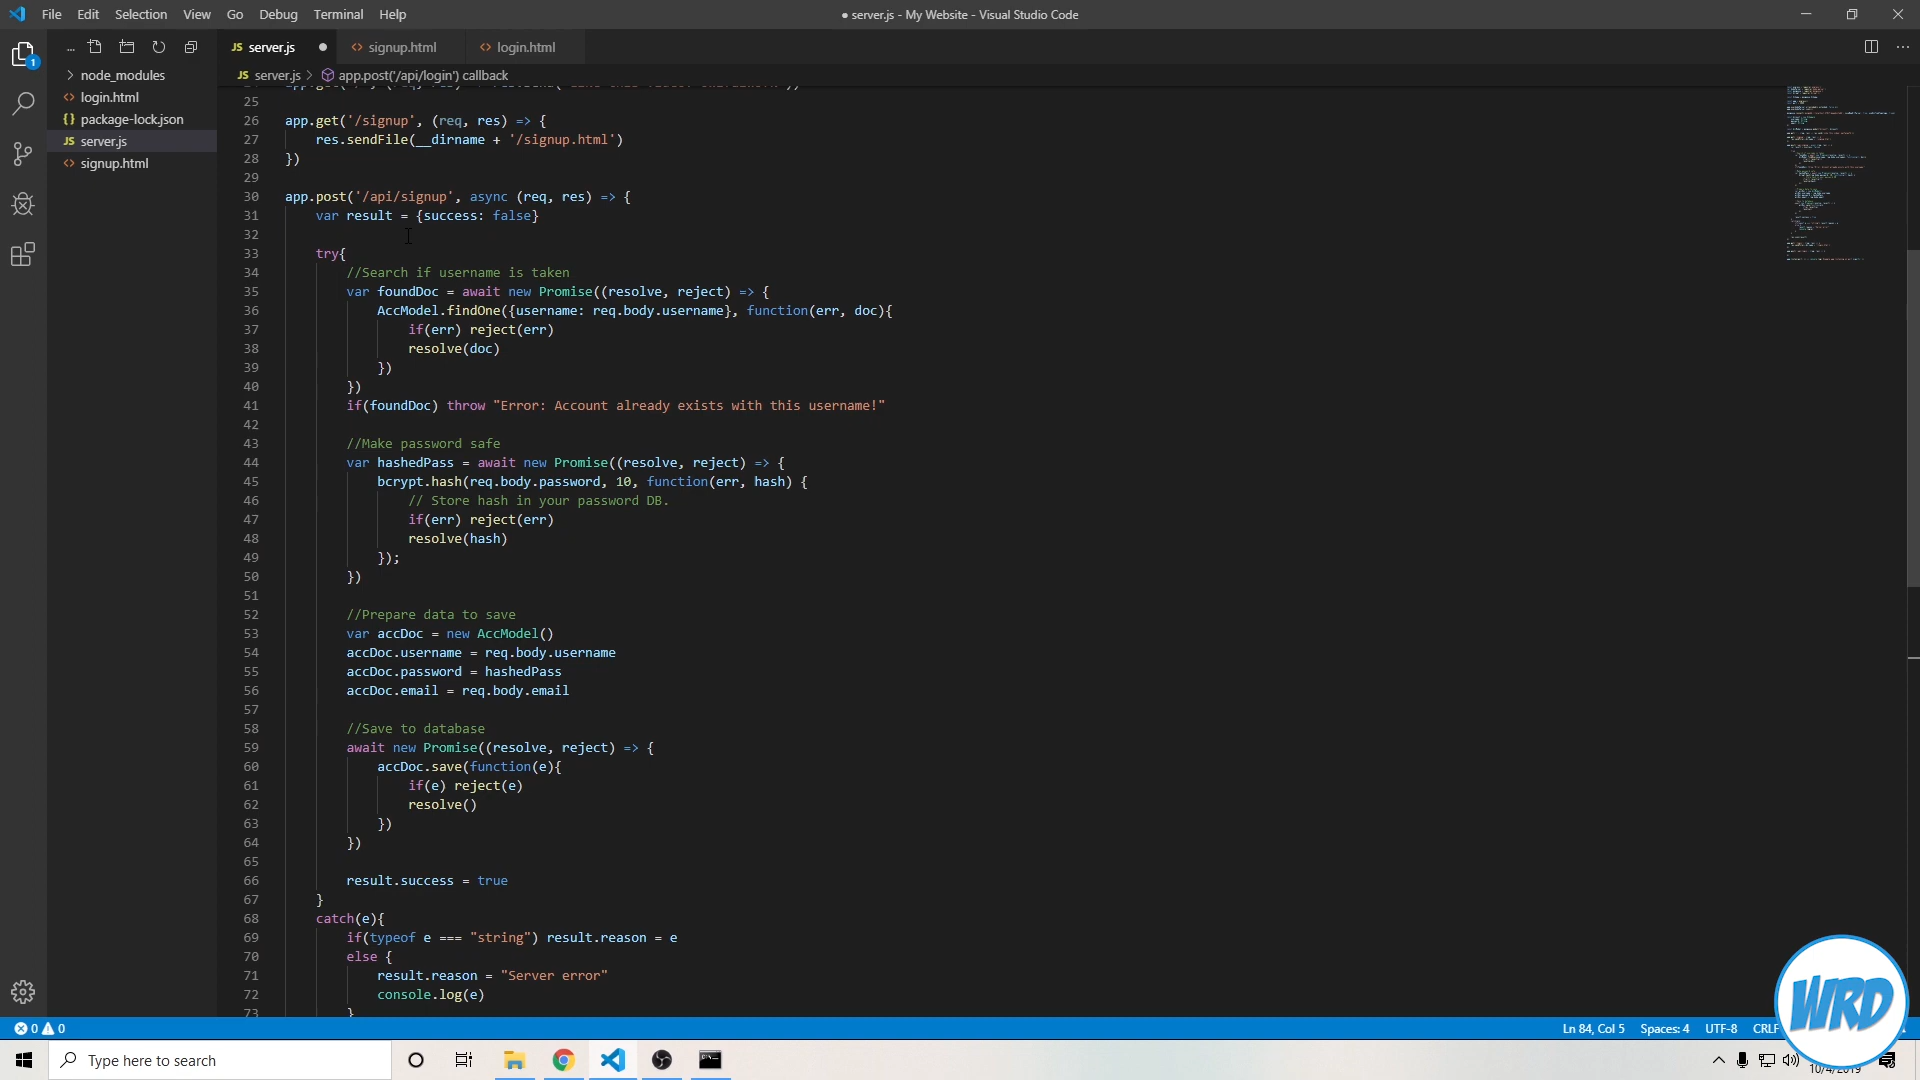 File Edit Selection View Go Debug Terminal Help
● server.js - My Website - Visual Studio Code
...
JS server.js ●
<> signup.html
<> login.html
...
JS server.js > app.post('/api/login') callback
1
> node_modules
<> login.html
{} package-lock.json
JS server.js
<> signup.html
25
26 app.get('/signup', (req, res) => {
27 res.sendFile(__dirname + '/signup.html')
28 })
29
30 app.post('/api/signup', async (req, res) => {
31 var result = {success: false}
32
33 try{
34 //Search if username is taken
35 var foundDoc = await new Promise((resolve, reject) => {
36 AccModel.findOne({username: req.body.username}, function(err, doc){
37 if(err) reject(err)
38 resolve(doc)
39 })
40 })
41 if(foundDoc) throw "Error: Account already exists with this username!"
42
43 //Make password safe
44 var hashedPass = await new Promise((resolve, reject) => {
45 bcrypt.hash(req.body.password, 10, function(err, hash) {
46 // Store hash in your password DB.
47 if(err) reject(err)
48 resolve(hash)
49 });
50 })
51
52 //Prepare data to save
53 var accDoc = new AccModel()
54 accDoc.username = req.body.username
55 accDoc.password = hashedPass
56 accDoc.email = req.body.email
57
58 //Save to database
59 await new Promise((resolve, reject) => {
60 accDoc.save(function(e){
61 if(e) reject(e)
62 resolve()
63 })
64 })
65
66 result.success = true
67 }
68 catch(e){
69 if(typeof e === "string") result.reason = e
70 else {
71 result.reason = "Server error"
72 console.log(e)
73 }
0 0
Ln 84, Col 5 Spaces: 4 UTF-8 CRLF
WRD
Type here to search
10/4/2019